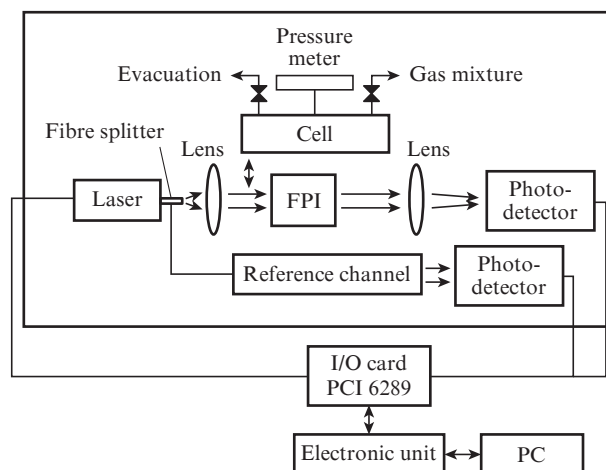 Pressure
meter
Evacuation
Gas mixture
Cell
Fibre splitter
Lens
Lens
Laser
FPI
Photo-
detector
Reference channel
Photo-
detector
I/O card
PCI 6289
Electronic unit
PC